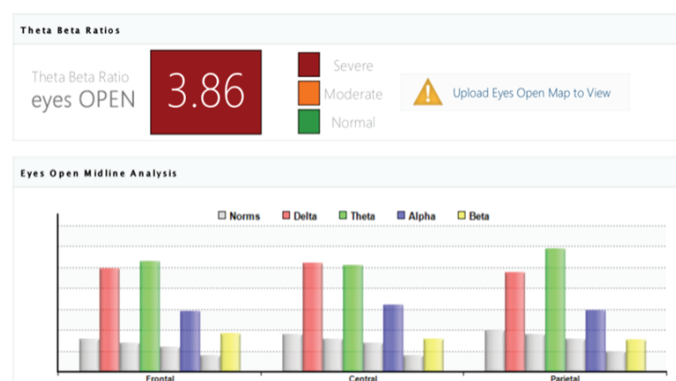 Theta Beta Ratios
Theta Beta Ratio
eyes OPEN
3.86
Severe
Moderate
Normal
Upload Eyes Open Map to View
Eyes Open Midline Analysis
Norms Delta Theta Alpha Beta
Frontal Central Parietal